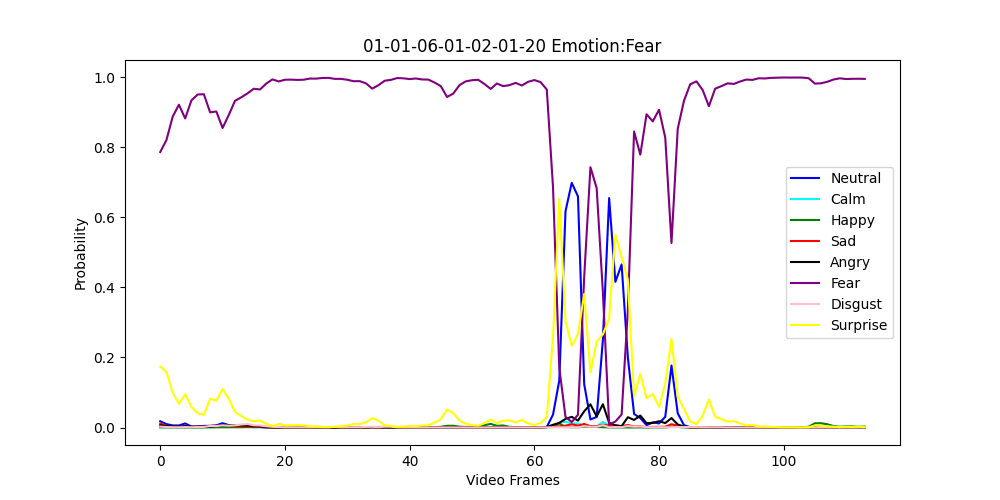 01-01-06-01-02-01-20 Emotion:Fear
1.0
0.8
0.6
0.4
0.2
0.0
Probability
0
20
40
60
80
100
Video Frames
Neutral
Calm
Happy
Sad
Angry
Fear
Disgust
Surprise